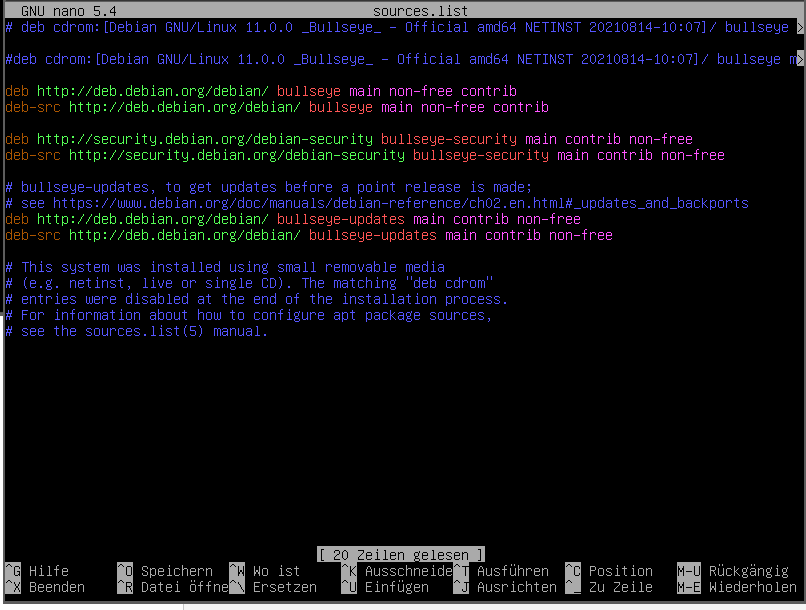 GNU nano 5.4 sources.list
# deb cdrom:[Debian GNU/Linux 11.0.0 _Bullseye_ - Official amd64 NETINST 20210814-10:07]/ bullseye >
#deb cdrom:[Debian GNU/Linux 11.0.0 _Bullseye_ - Official amd64 NETINST 20210814-10:07]/ bullseye m>
deb http://deb.debian.org/debian/ bullseye main non-free contrib
deb-src http://deb.debian.org/debian/ bullseye main non-free contrib
deb http://security.debian.org/debian-security bullseye-security main contrib non-free
deb-src http://security.debian.org/debian-security bullseye-security main contrib non-free
# bullseye-updates, to get updates before a point release is made;
# see https://www.debian.org/doc/manuals/debian-reference/ch02.en.html#_updates_and_backports
deb http://deb.debian.org/debian/ bullseye-updates main contrib non-free
deb-src http://deb.debian.org/debian/ bullseye-updates main contrib non-free
# This system was installed using small removable media
# (e.g. netinst, live or single CD). The matching "deb cdrom"
# entries were disabled at the end of the installation process.
# For information about how to configure apt package sources,
# see the sources.list(5) manual.
[ 20 Zeilen gelesen ]
^G Hilfe ^O Speichern ^W Wo ist ^K Ausschneide ^T Ausführen ^C Position M-U Rückgängig
^X Beenden ^R Datei öffne ^\ Ersetzen ^U Einfügen ^J Ausrichten ^_ Zu Zeile M-E Wiederholen